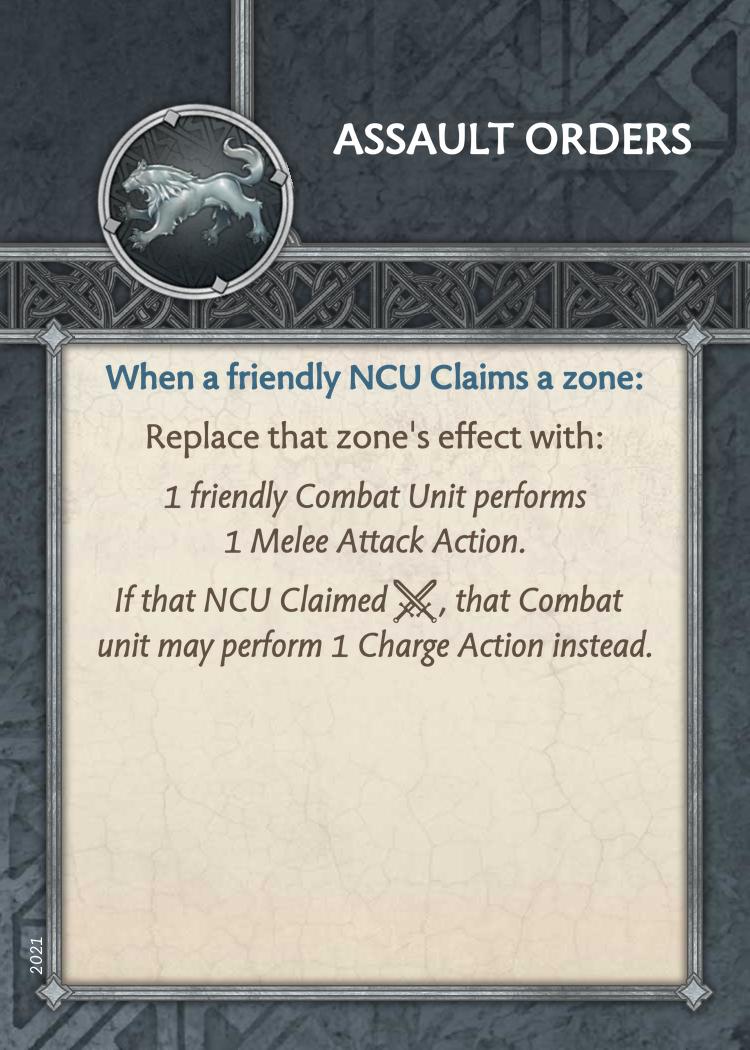 ASSAULT ORDERS
When a friendly NCU Claims a zone:
Replace that zone's effect with:
1 friendly Combat Unit performs
1 Melee Attack Action.
If that NCU Claimed , that Combat
unit may perform 1 Charge Action instead.
2021